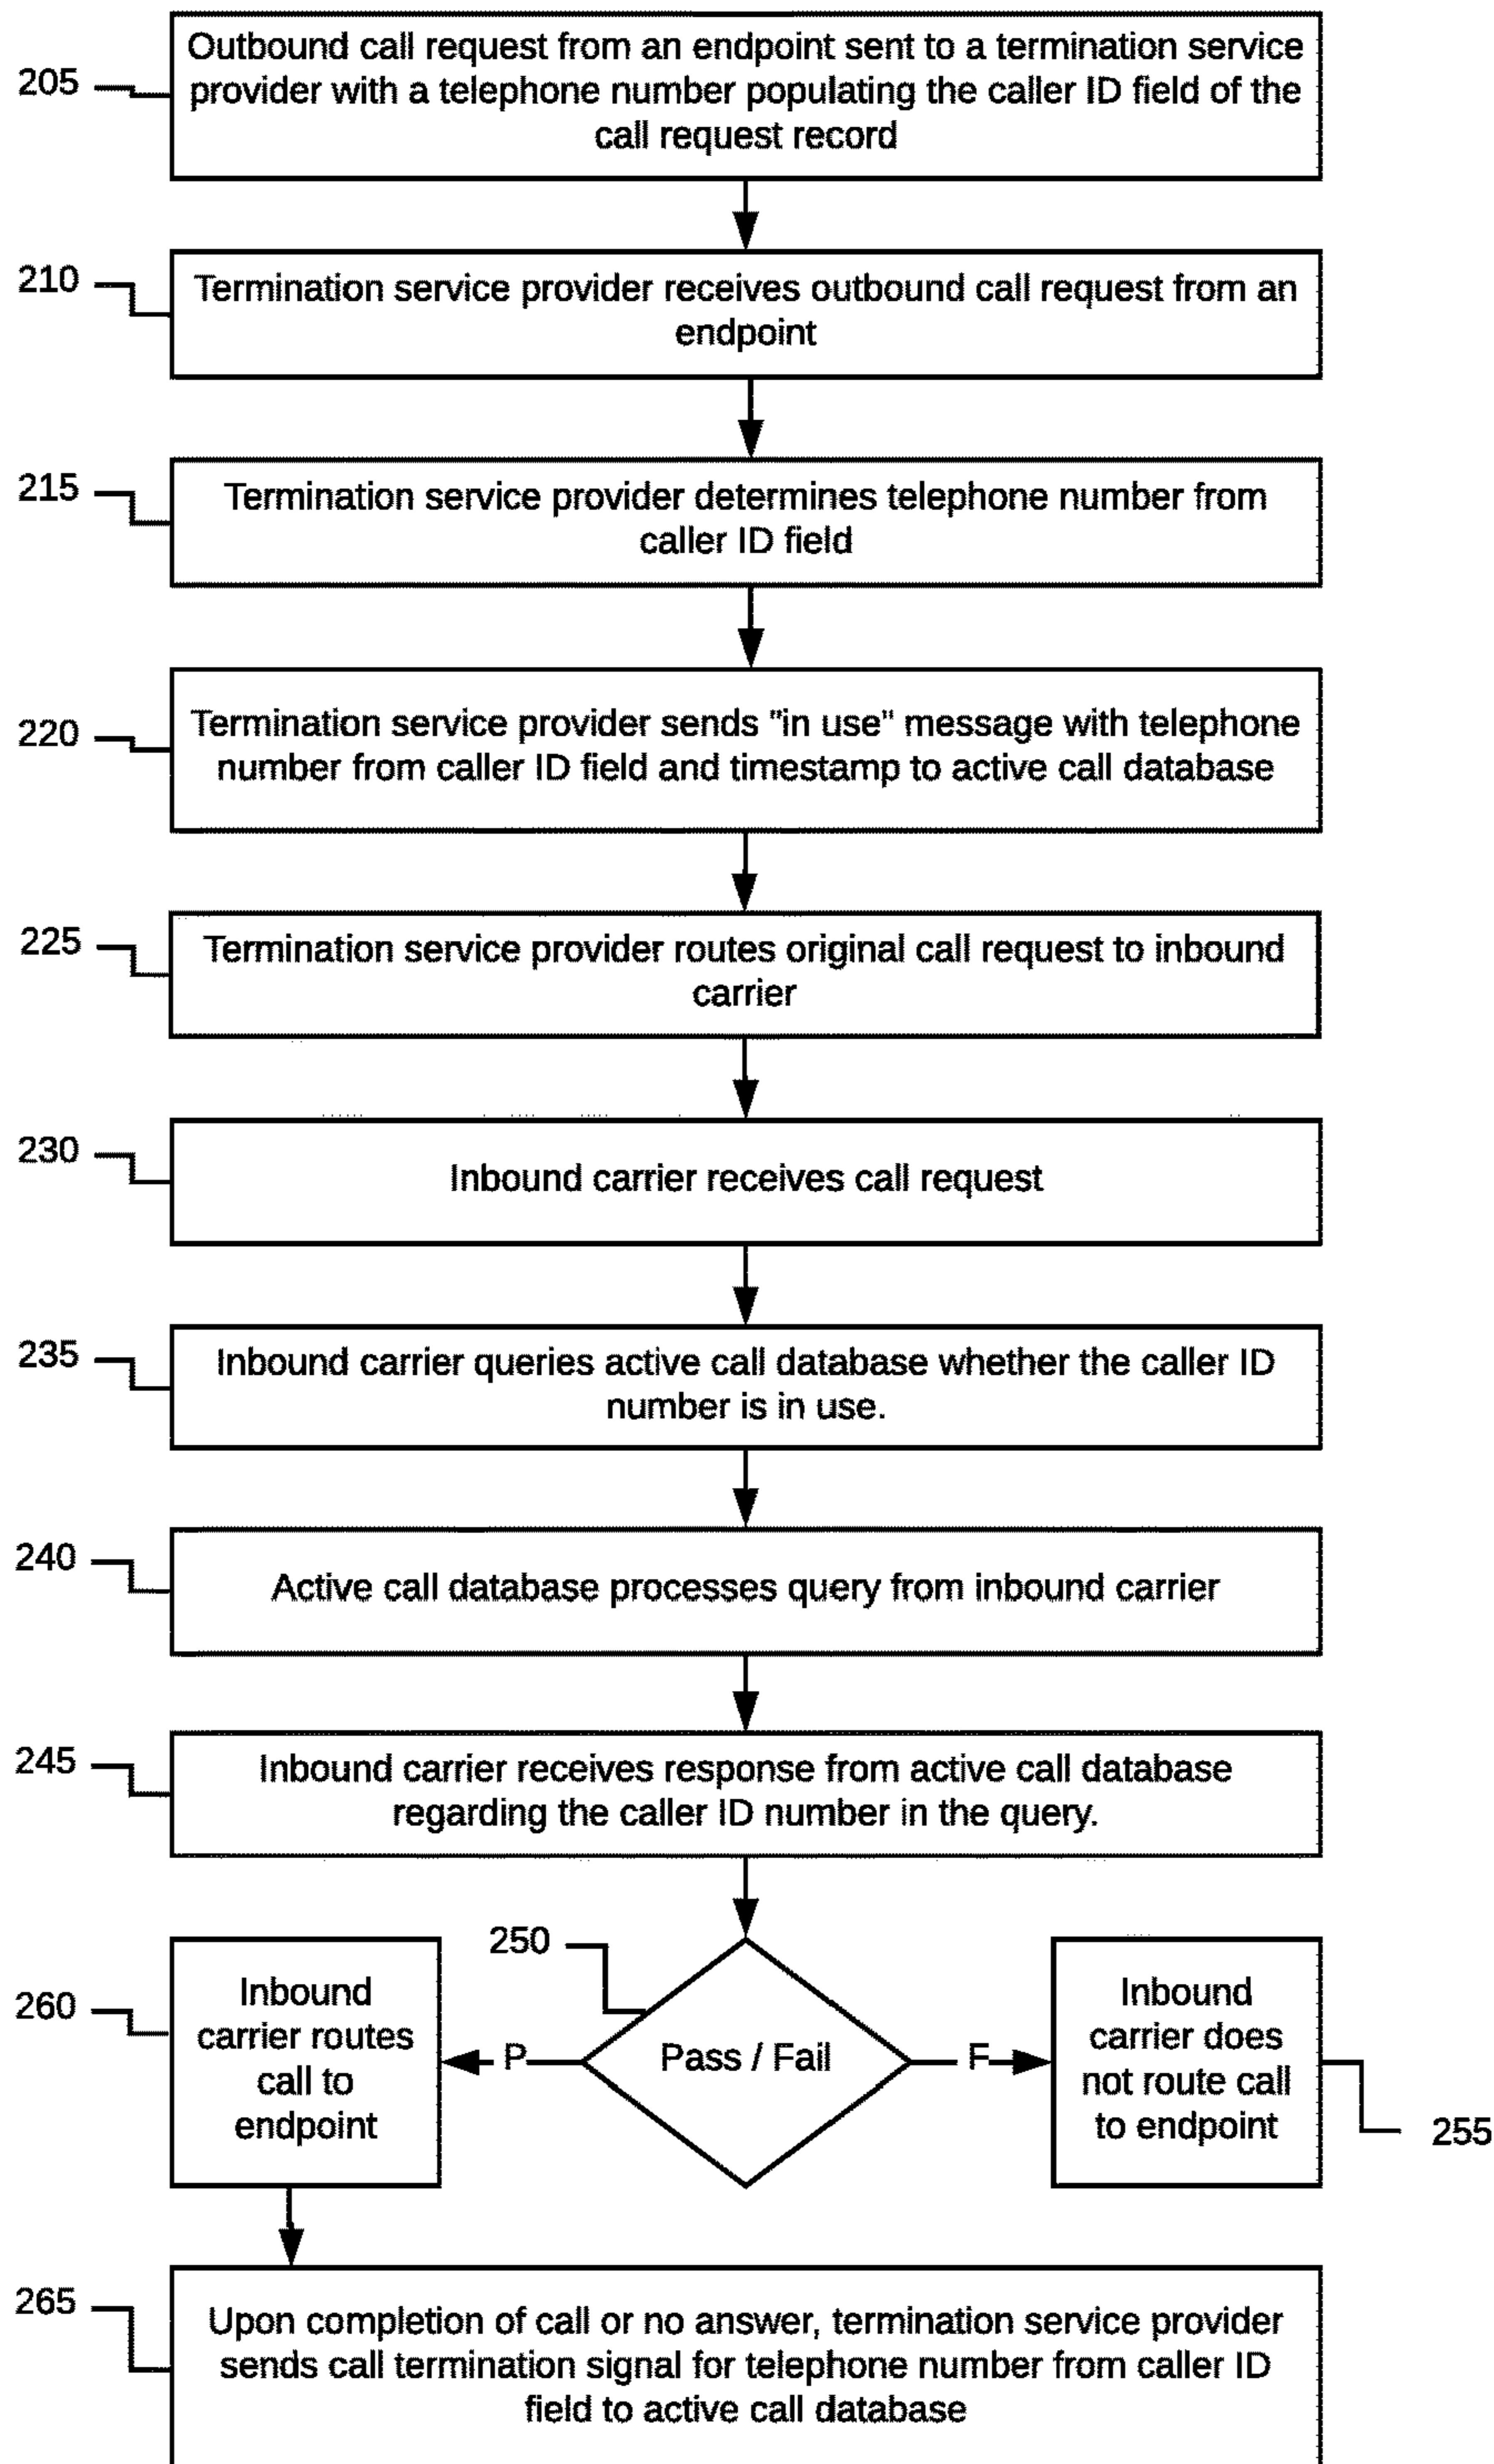 205
Outbound call request from an endpoint sent to a termination service
provider with a telephone number populating the caller ID field of the
call request record
210
Termination service provider receives outbound call request from an
endpoint
215
Termination service provider determines telephone number from
caller ID field
220
Termination service provider sends "in use" message with telephone
number from caller ID field and timestamp to active call database
225
Termination service provider routes original call request to inbound
carrier
230
Inbound carrier receives call request
235
Inbound carrier queries active call database whether the caller ID
number is in use.
240
Active call database processes query from inbound carrier
245
Inbound carrier receives response from active call database
regarding the caller ID number in the query.
260
Inbound
carrier routes
call to
endpoint
P
250
Pass / Fail
F
Inbound
carrier does
not route call
to endpoint
255
265
Upon completion of call or no answer, termination service provider
sends call termination signal for telephone number from caller ID
field to active call database